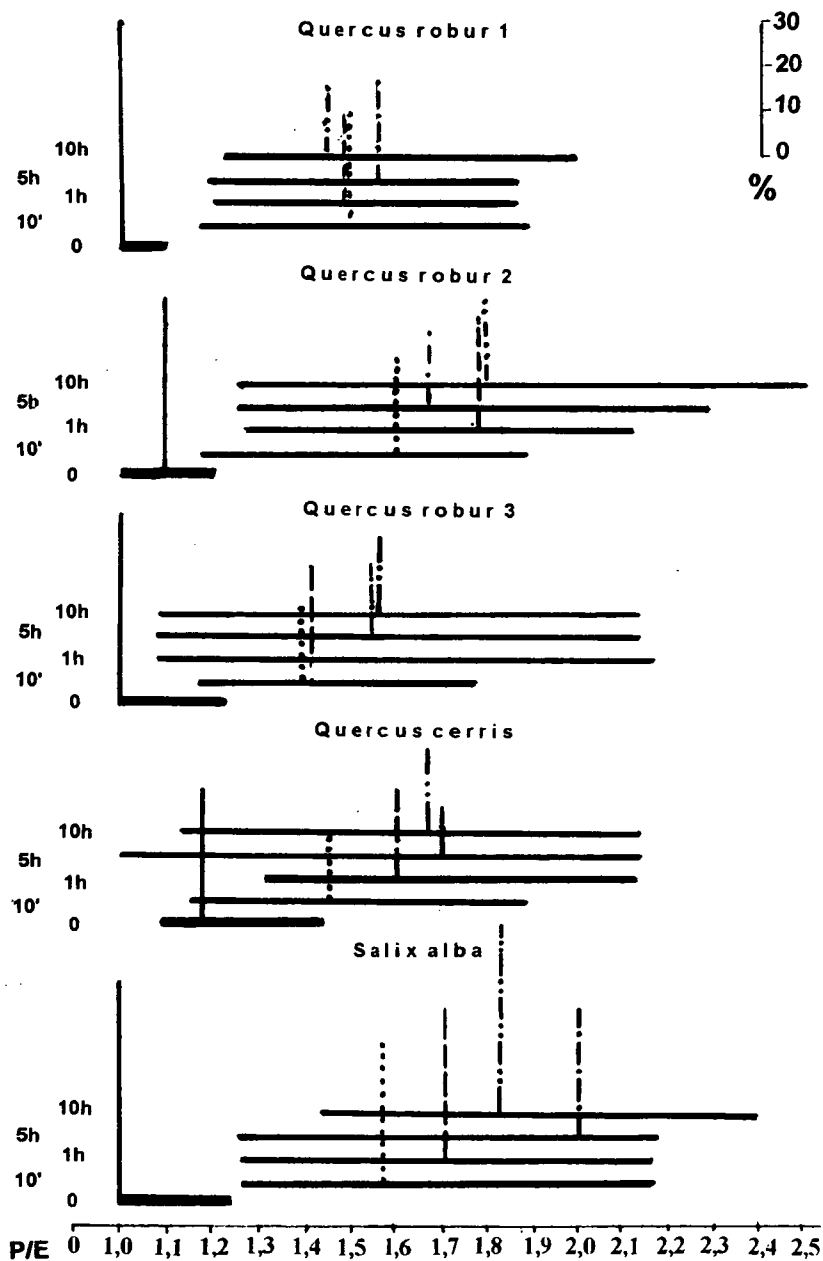 Quercus robur 1
30
20
10
0
%
10h
5h
1h
10'
0
Quercus robur 2
10h
5b
1h
10'
0
Quercus robur 3
10h
5h
1h
10'
0
Quercus cerris
10h
5h
1h
10'
0
Salix alba
10h
5h
1h
10'
0
P/E 0 1,0 1,1 1,2 1,3 1,4 1,5 1,6 1,7 1,8 1,9 2,0 2,1 2,2 2,3 2,4 2,5